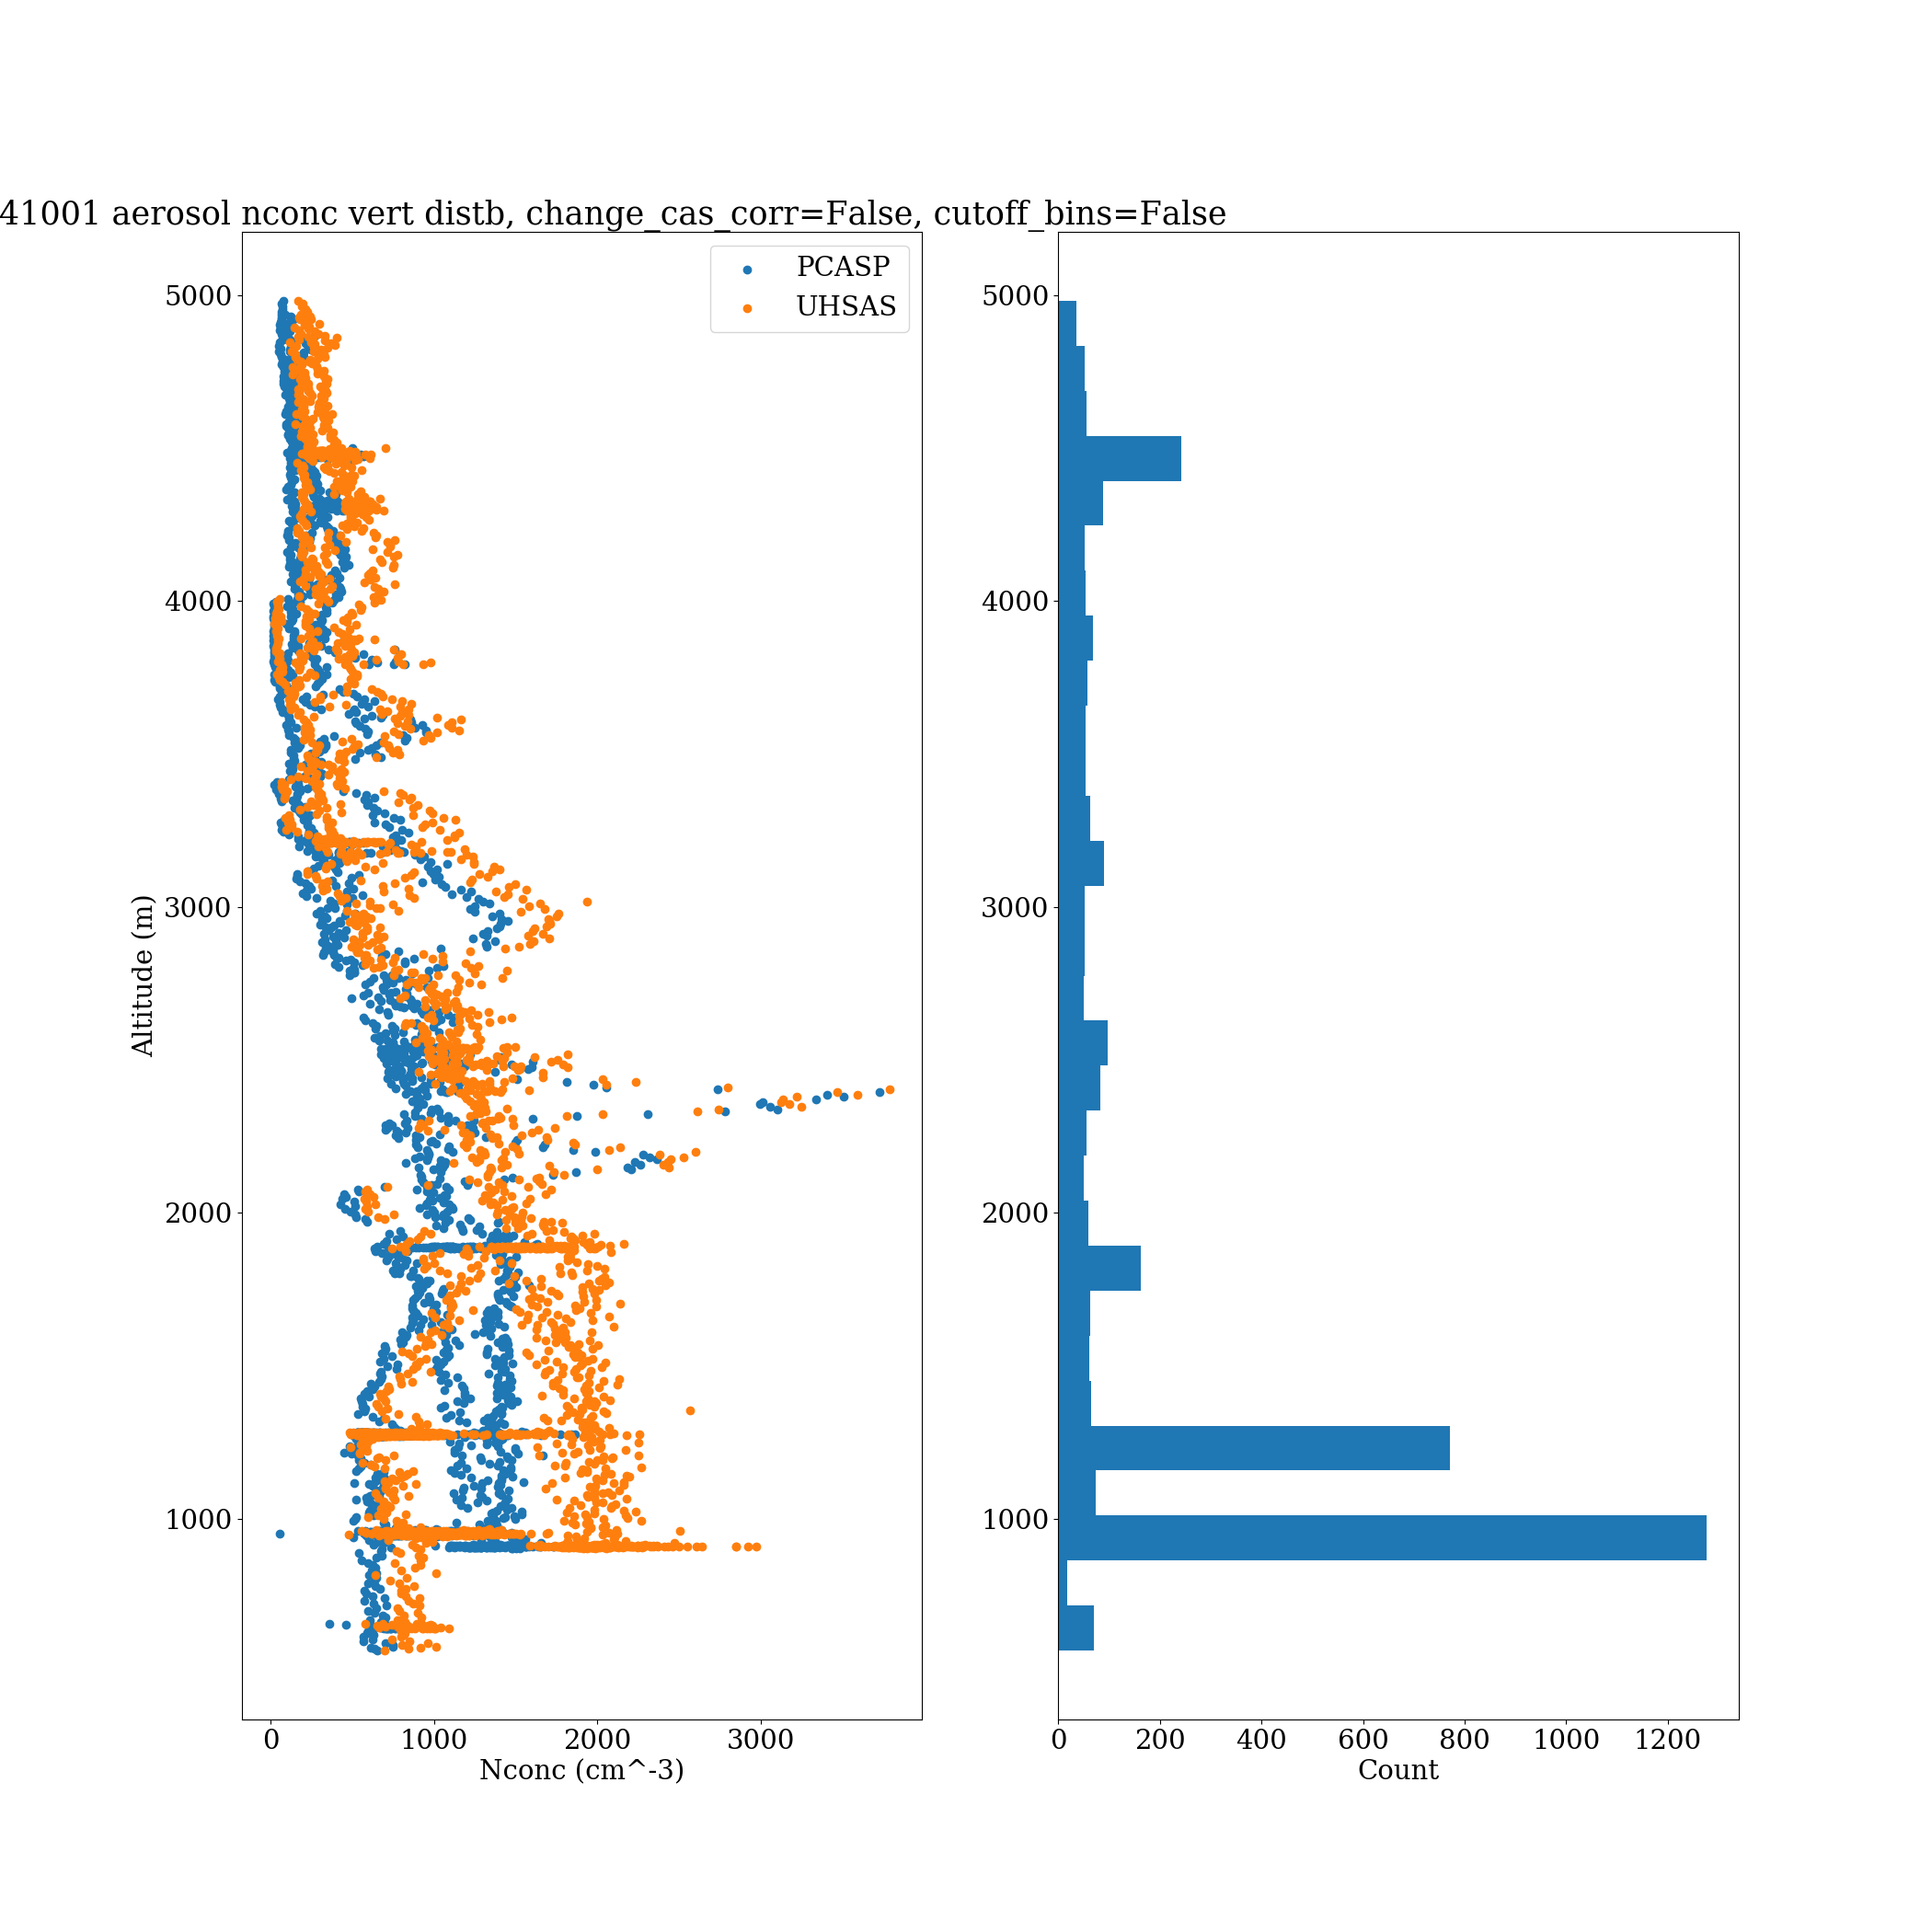 41001 aerosol nconc vert distb, change_cas_corr=False, cutoff_bins=False
PCASP
UHSAS
5000
4000
3000
2000
1000
Altitude (m)
0 1000 2000 3000
Nconc (cm^-3)
5000
4000
3000
2000
1000
0 200 400 600 800 1000 1200
Count